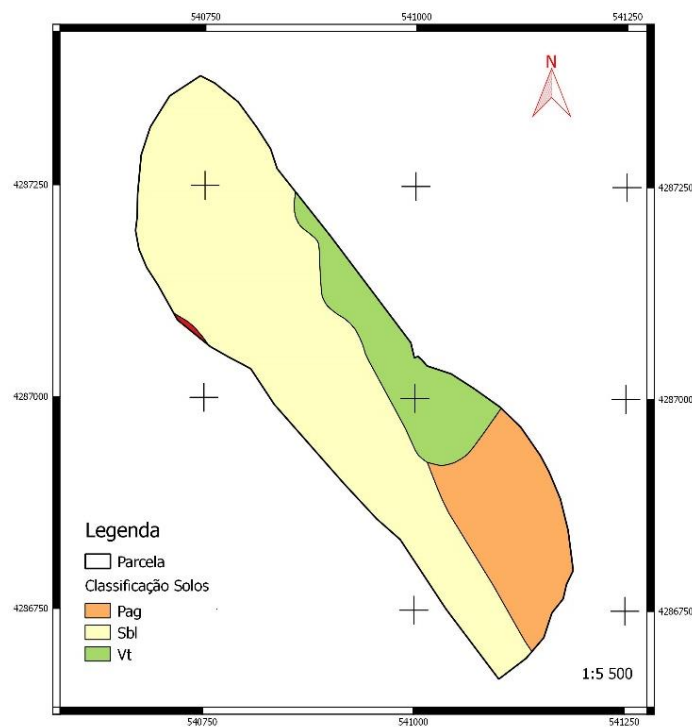 540750 541000 541250
N
4287250 4287250
4287000 4287000
Legenda
Parcela
Classificação Solos
Pag
Sbl
Vt
4286750 4286750
1:5 500
540750 541000 541250